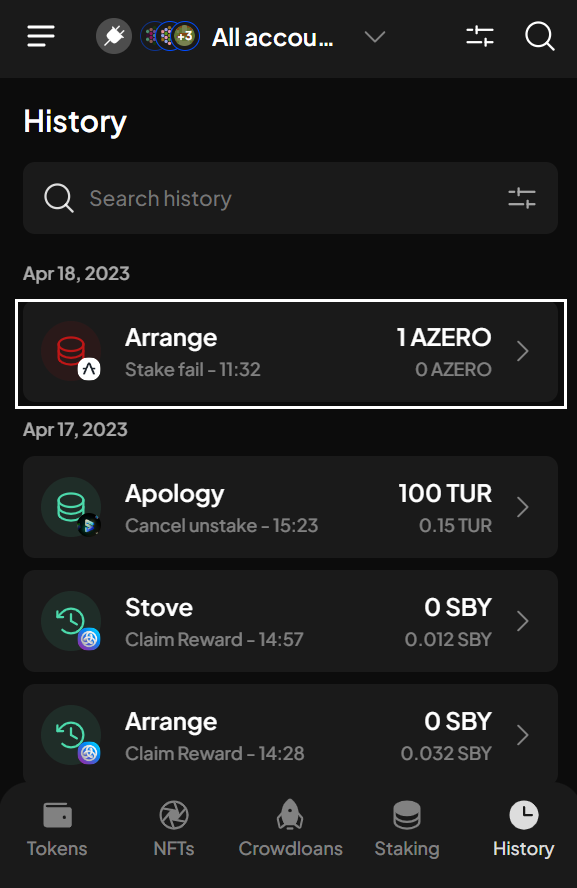 +3 All accou...
History
Search history
Apr 18, 2023
Arrange 1 AZERO
Stake fail - 11:32 0 AZERO
Apr 17, 2023
Apology 100 TUR
Cancel unstake - 15:23 0.15 TUR
Stove 0 SBY
Claim Reward - 14:57 0.012 SBY
Arrange 0 SBY
Claim Reward - 14:28 0.032 SBY
Tokens NFTs Crowdloans Staking History